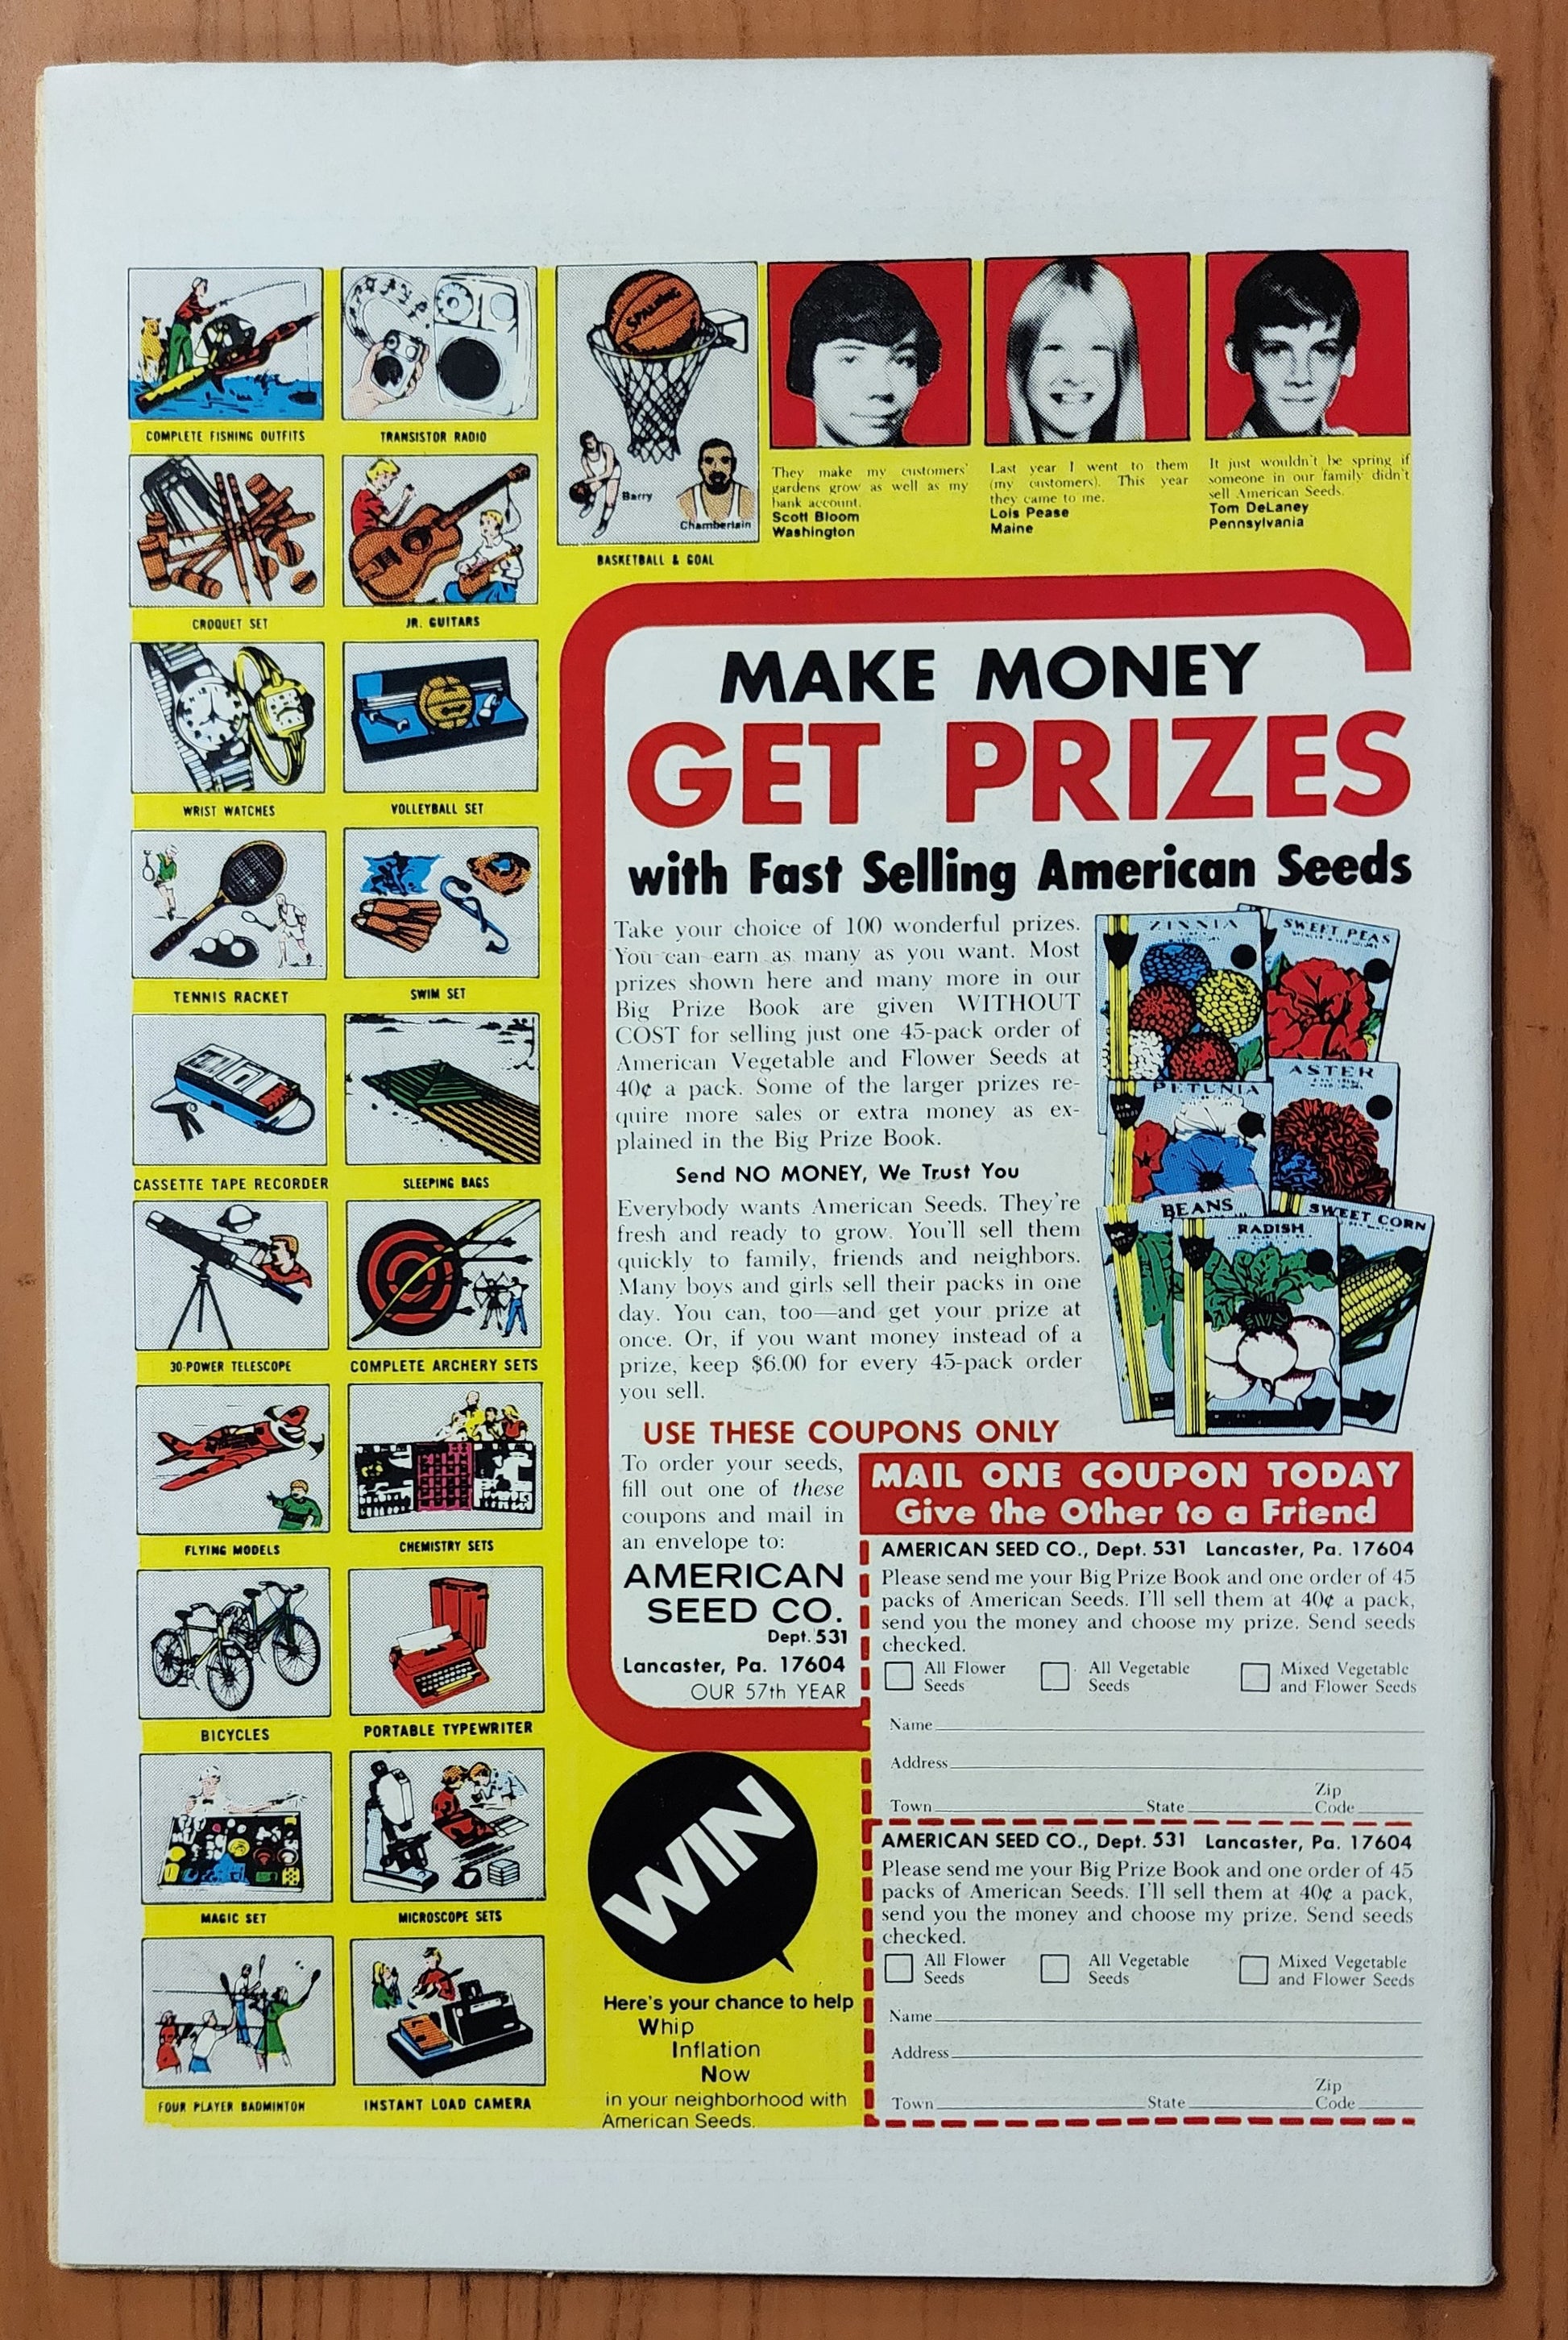 COMPLETE FISHING OUTFITS
TRANSISTOR RADIO
CROQUET SET
JR. GUITARS
WRIST WATCHES
VOLLEYBALL SET
TENNIS RACKET
SWIM SET
CASSETTE TAPE RECORDER
SLEEPING BAGS
30-POWER TELESCOPE
COMPLETE ARCHERY SETS
FLYING MODELS
CHEMISTRY SETS
BICYCLES
PORTABLE TYPEWRITER
MAGIC SET
MICROSCOPE SETS
FOUR PLAYER BADMINTON
INSTANT LOAD CAMERA
SPALDING
Barry
Chamberlain
BASKETBALL & GOAL
They make my customers'
gardens grow as well as my
bank account.
Scott Bloom
Washington
Last year I went to them
(my customers). This year
they came to me.
Lois Pease
Maine
It just wouldn't be spring if
someone in our family didn't
sell American Seeds.
Tom DeLaney
Pennsylvania
MAKE MONEY
GET PRIZES
with Fast Selling American Seeds
Take your choice of 100 wonderful prizes.
You can earn as many as you want. Most
prizes shown here and many more in our
Big Prize Book are given WITHOUT
COST for selling just one 45-pack order of
American Vegetable and Flower Seeds at
40¢ a pack. Some of the larger prizes re-
quire more sales or extra money as ex-
plained in the Big Prize Book.
Send NO MONEY, We Trust You
Everybody wants American Seeds. They're
fresh and ready to grow. You'll sell them
quickly to family, friends and neighbors.
Many boys and girls sell their packs in one
day. You can, too—and get your prize at
once. Or, if you want money instead of a
prize, keep $6.00 for every 45-pack order
you sell.
ZINNIA
SWEET PEAS
PETUNIA
ASTER
BEANS
RADISH
SWEET CORN
USE THESE COUPONS ONLY
To order your seeds,
fill out one of these
coupons and mail in
an envelope to:
AMERICAN
SEED CO.
Dept. 531
Lancaster, Pa. 17604
OUR 57th YEAR
MAIL ONE COUPON TODAY
Give the Other to a Friend
AMERICAN SEED CO., Dept. 531 Lancaster, Pa. 17604
Please send me your Big Prize Book and one order of 45
packs of American Seeds. I'll sell them at 40¢ a pack,
send you the money and choose my prize. Send seeds
checked.
All Flower All Vegetable Mixed Vegetable
Seeds Seeds and Flower Seeds
Name
Address
Zip
Town State Code
AMERICAN SEED CO., Dept. 531 Lancaster, Pa. 17604
Please send me your Big Prize Book and one order of 45
packs of American Seeds. I'll sell them at 40¢ a pack,
send you the money and choose my prize. Send seeds
checked.
All Flower All Vegetable Mixed Vegetable
Seeds Seeds and Flower Seeds
Name
Address
Zip
Town State Code
WIN
Here's your chance to help
Whip
Inflation
Now
in your neighborhood with
American Seeds.